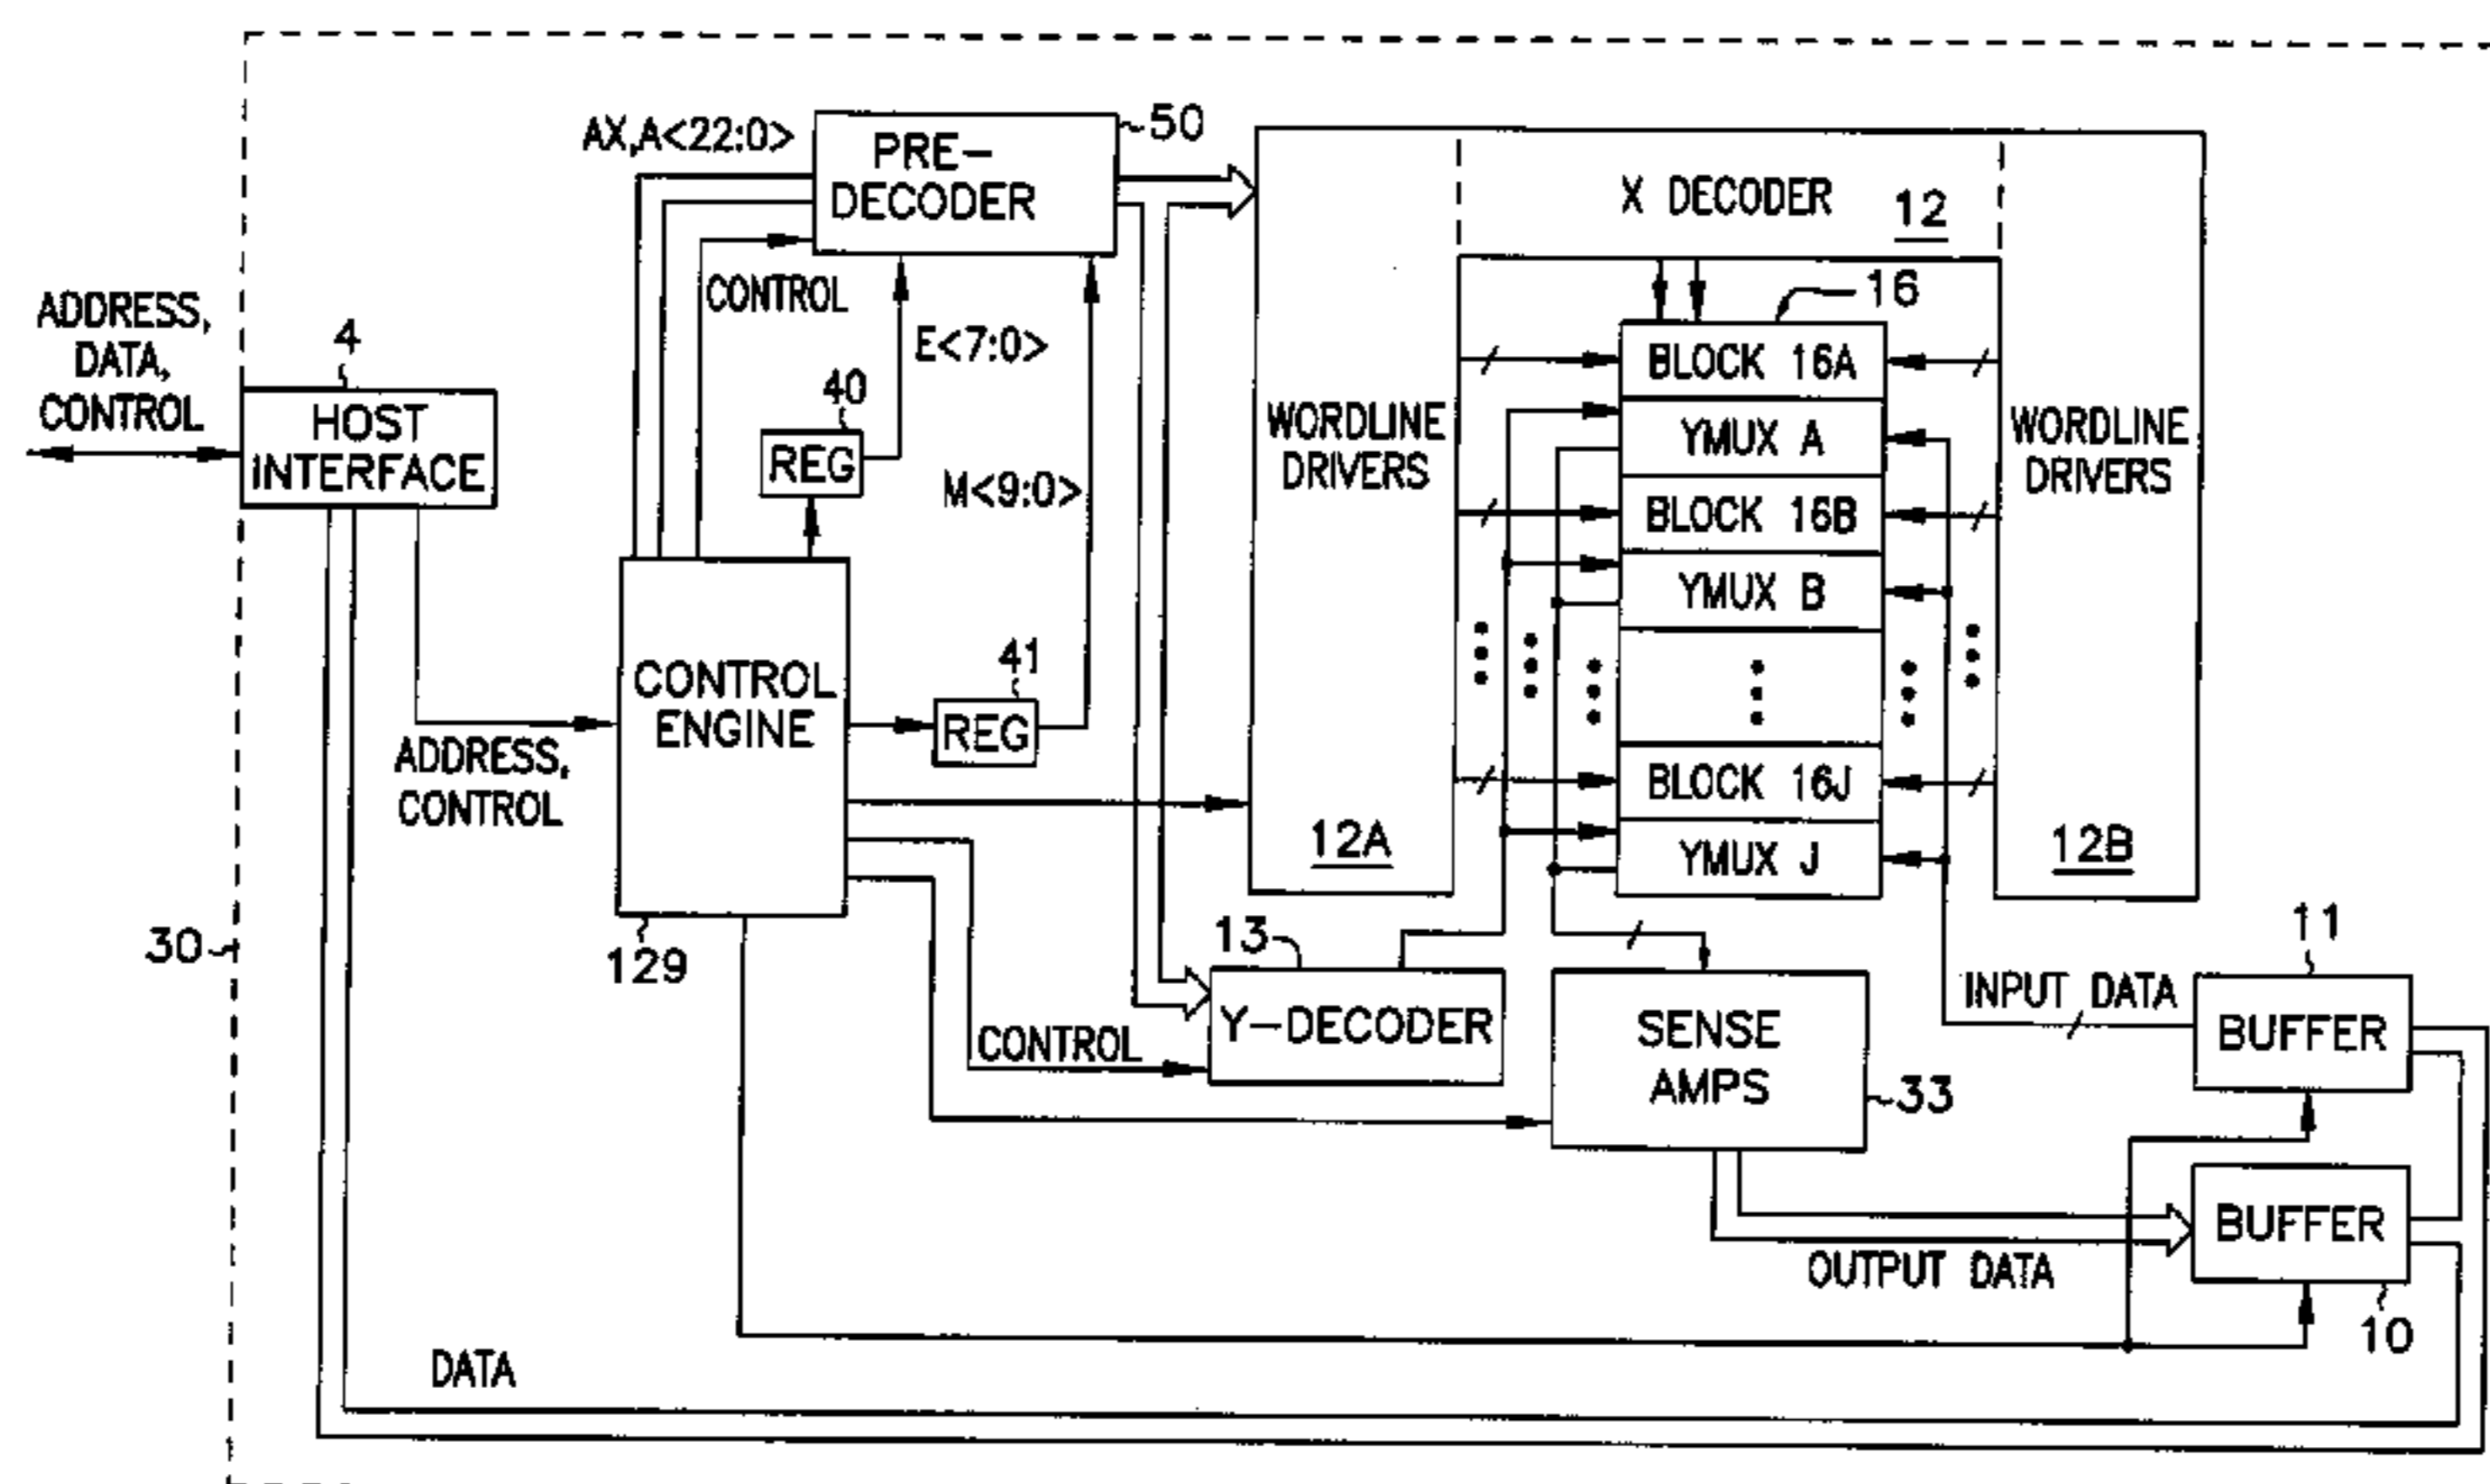 AX,A<22:0>
PRE-
DECODER
50
X DECODER
12
CONTROL
16
ADDRESS,
DATA,
CONTROL
4
HOST
INTERFACE
E<7:0>
40
REG
M<9:0>
WORDLINE
DRIVERS
BLOCK 16A
YMUX A
BLOCK 16B
YMUX B
BLOCK 16J
YMUX J
WORDLINE
DRIVERS
41
REG
CONTROL
ENGINE
ADDRESS,
CONTROL
12A
12B
30
129
13
Y-DECODER
CONTROL
SENSE
AMPS
33
INPUT DATA
11
BUFFER
BUFFER
10
OUTPUT DATA
DATA